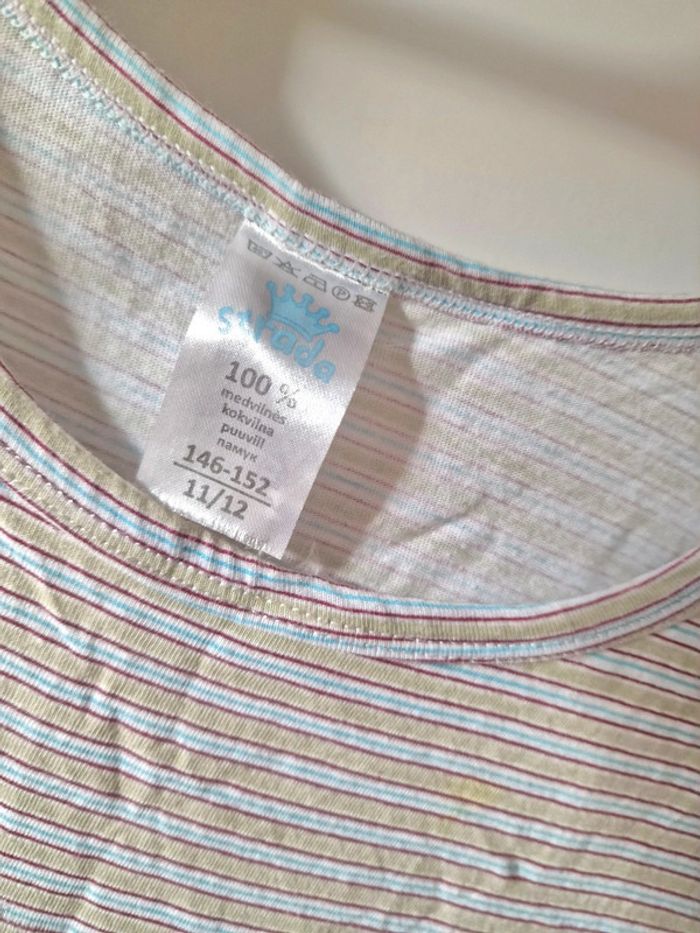 strada
100 %
medvilnės
kokvilna
puuvill
памук
146-152
11/12